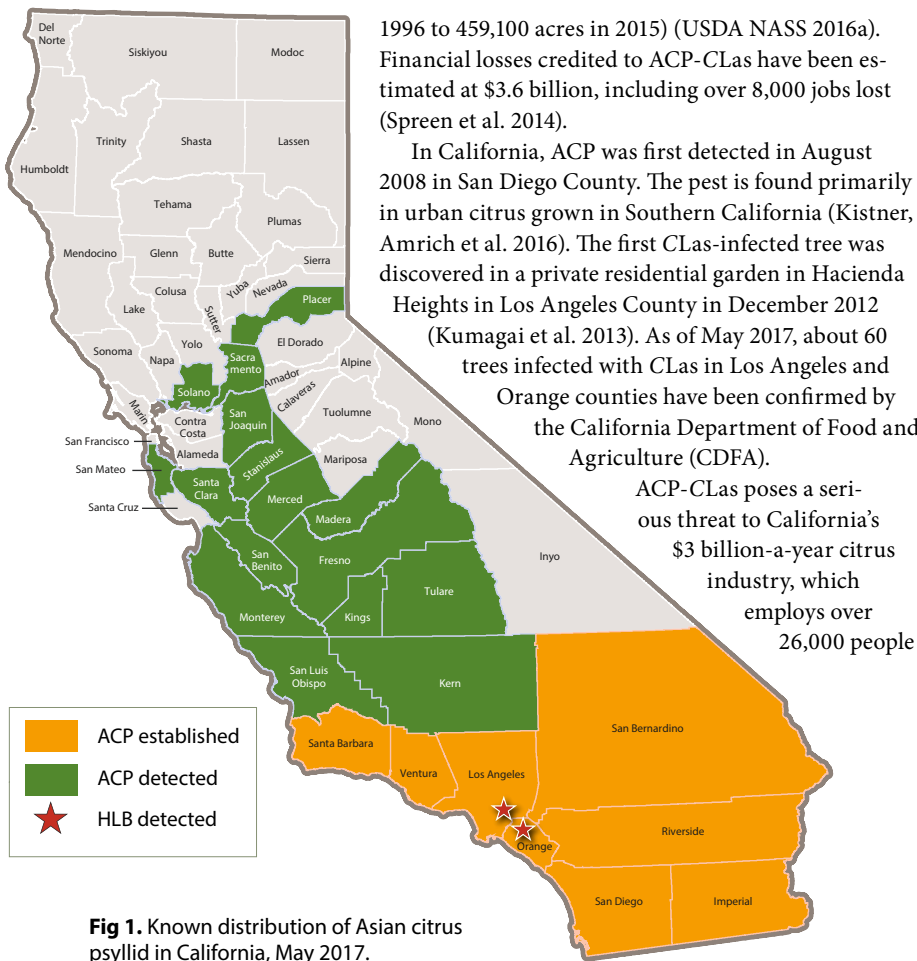 1996 to 459,100 acres in 2015) (USDA NASS 2016a).
Financial losses credited to ACP-CLas have been es-
timated at $3.6 billion, including over 8,000 jobs lost
(Spreen et al. 2014).
In California, ACP was first detected in August
2008 in San Diego County. The pest is found primarily
in urban citrus grown in Southern California (Kistner,
Amrich et al. 2016). The first CLas-infected tree was
discovered in a private residential garden in Hacienda
Heights in Los Angeles County in December 2012
(Kumagai et al. 2013). As of May 2017, about 60
trees infected with CLas in Los Angeles and
Orange counties have been confirmed by
the California Department of Food and
Agriculture (CDFA).
ACP-CLas poses a seri-
ous threat to California's
$3 billion-a-year citrus
industry, which
employs over
26,000 people
Del
Norte
Siskiyou
Modoc
Trinity
Shasta
Lassen
Humboldt
Tehama
Plumas
Mendocino
Glenn
Butte
Sierra
Colusa
Yuba
Nevada
Placer
Lake
Sutter
Sonoma
Napa
Yolo
Sacra
mento
El Dorado
Alpine
Amador
Solano
Calaveras
Marin
Contra
Costa
San
Joaquin
Tuolumne
Mono
San Francisco
Alameda
Stanislaus
Mariposa
San Mateo
Santa
Clara
Merced
Santa Cruz
Madera
San
Benito
Fresno
Inyo
Tulare
Monterey
Kings
San Luis
Obispo
Kern
San Bernardino
Santa Barbara
Ventura
Los Angeles
Orange
Riverside
San Diego
Imperial
ACP established
ACP detected
HLB detected
Fig 1. Known distribution of Asian citrus
psyllid in California, May 2017.